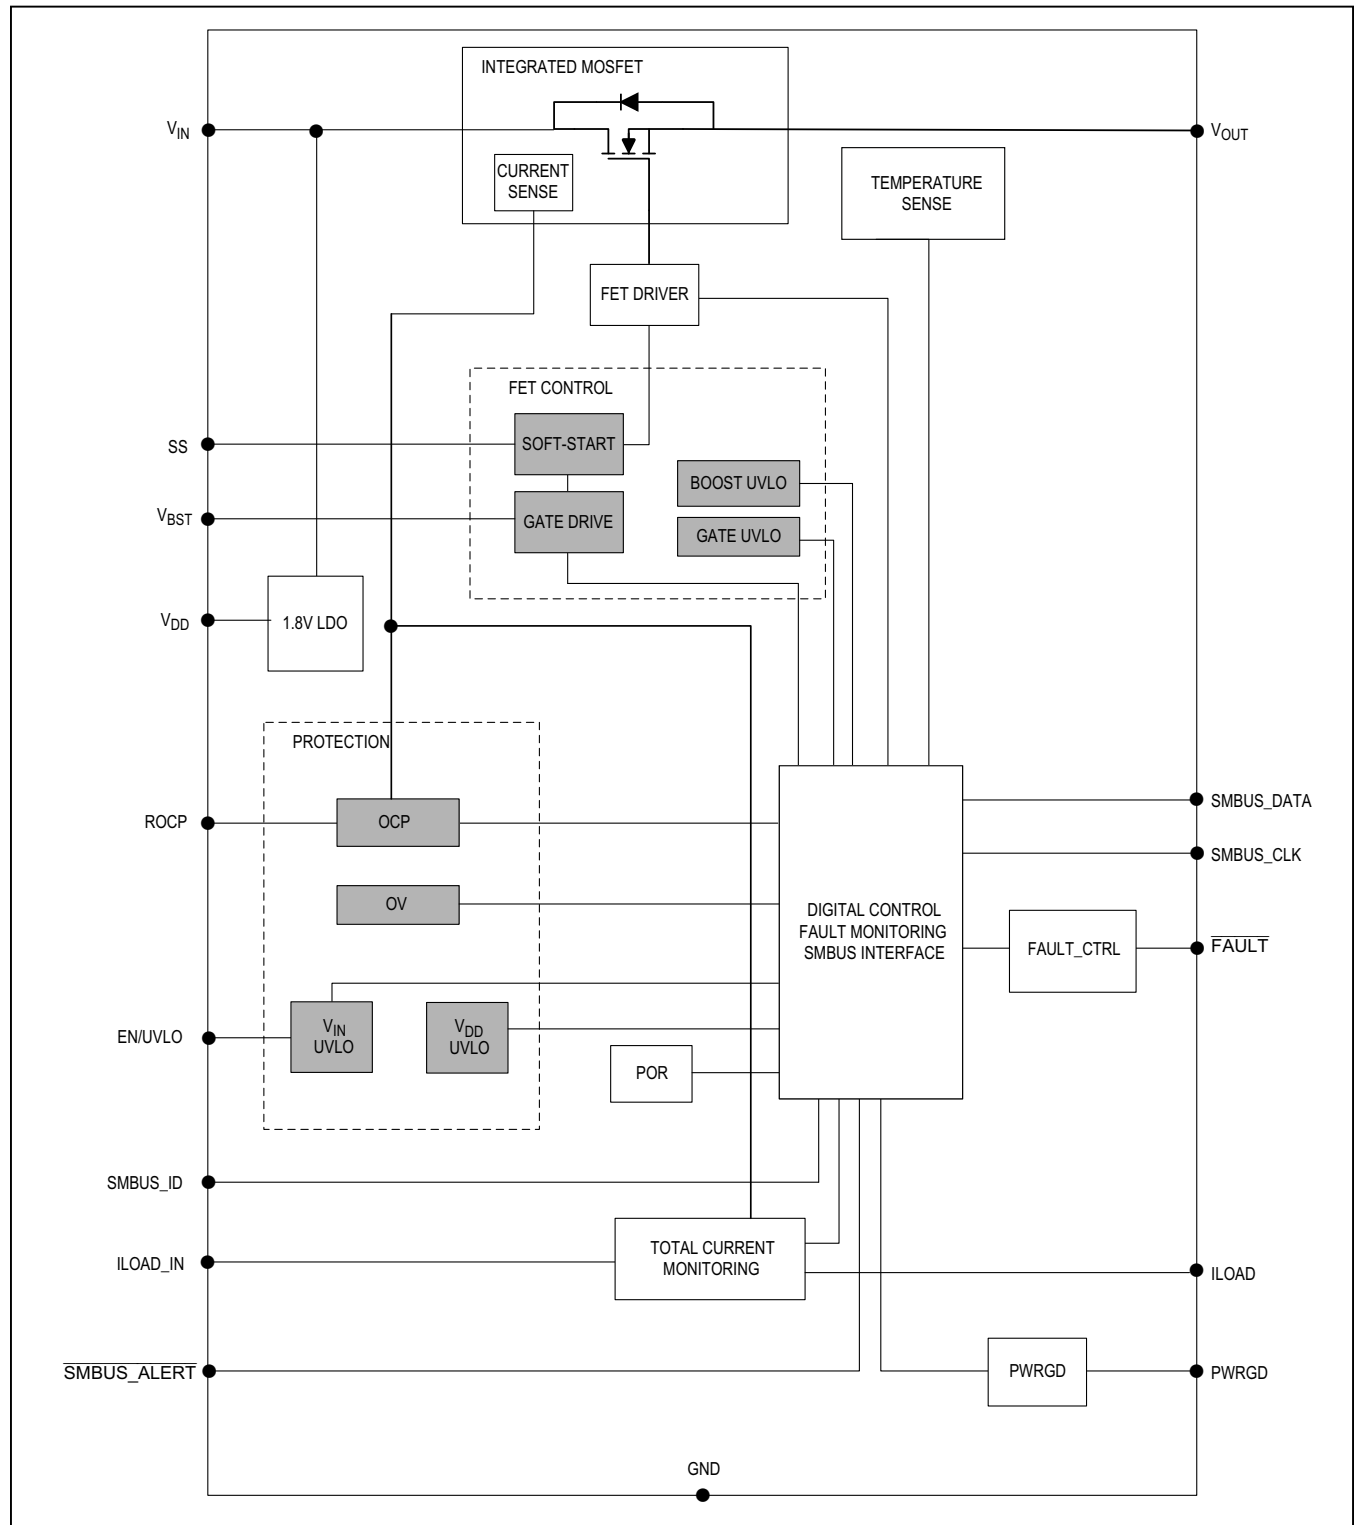 INTEGRATED MOSFET
VIN
VOUT
CURRENT
SENSE
TEMPERATURE
SENSE
FET DRIVER
FET CONTROL
SS
SOFT-START
BOOST UVLO
VBST
GATE DRIVE
GATE UVLO
VDD
1.8V LDO
PROTECTION
SMBUS_DATA
ROCP
OCP
SMBUS_CLK
OV
DIGITAL CONTROL
FAULT MONITORING
SMBUS INTERFACE
FAULT_CTRL
FAULT
EN/UVLO
VIN
UVLO
VDD
UVLO
POR
SMBUS_ID
ILOAD_IN
TOTAL CURRENT
MONITORING
ILOAD
SMBUS_ALERT
PWRGD
PWRGD
GND